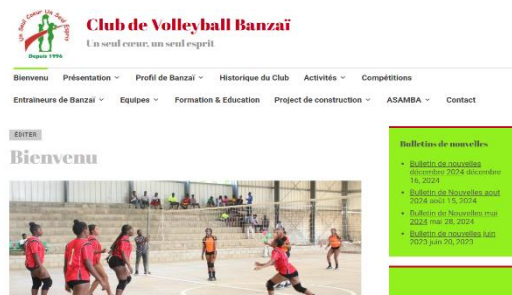 Un Seul Coeur Un Seul Esprit
Depuis 1996
Club de Volleyball Banzaï
Un seul cœur, un seul esprit
Bienvenu Présentation Profil de Banzaï Historique du Club Activités Compétitions
Entraîneurs de Banzaï Equipes Formation & Education Project de construction ASAMBA Contact
ÉDITER
Bienvenu
Bulletins de nouvelles
Bulletin de nouvelles
décembre 2024 décembre
16, 2024
Bulletin de Nouvelles aout
2024 août 15, 2024
Bulletin de Nouvelles mai
2024 mai 28, 2024
Bulletin de nouvelles juin
2023 juin 20, 2023